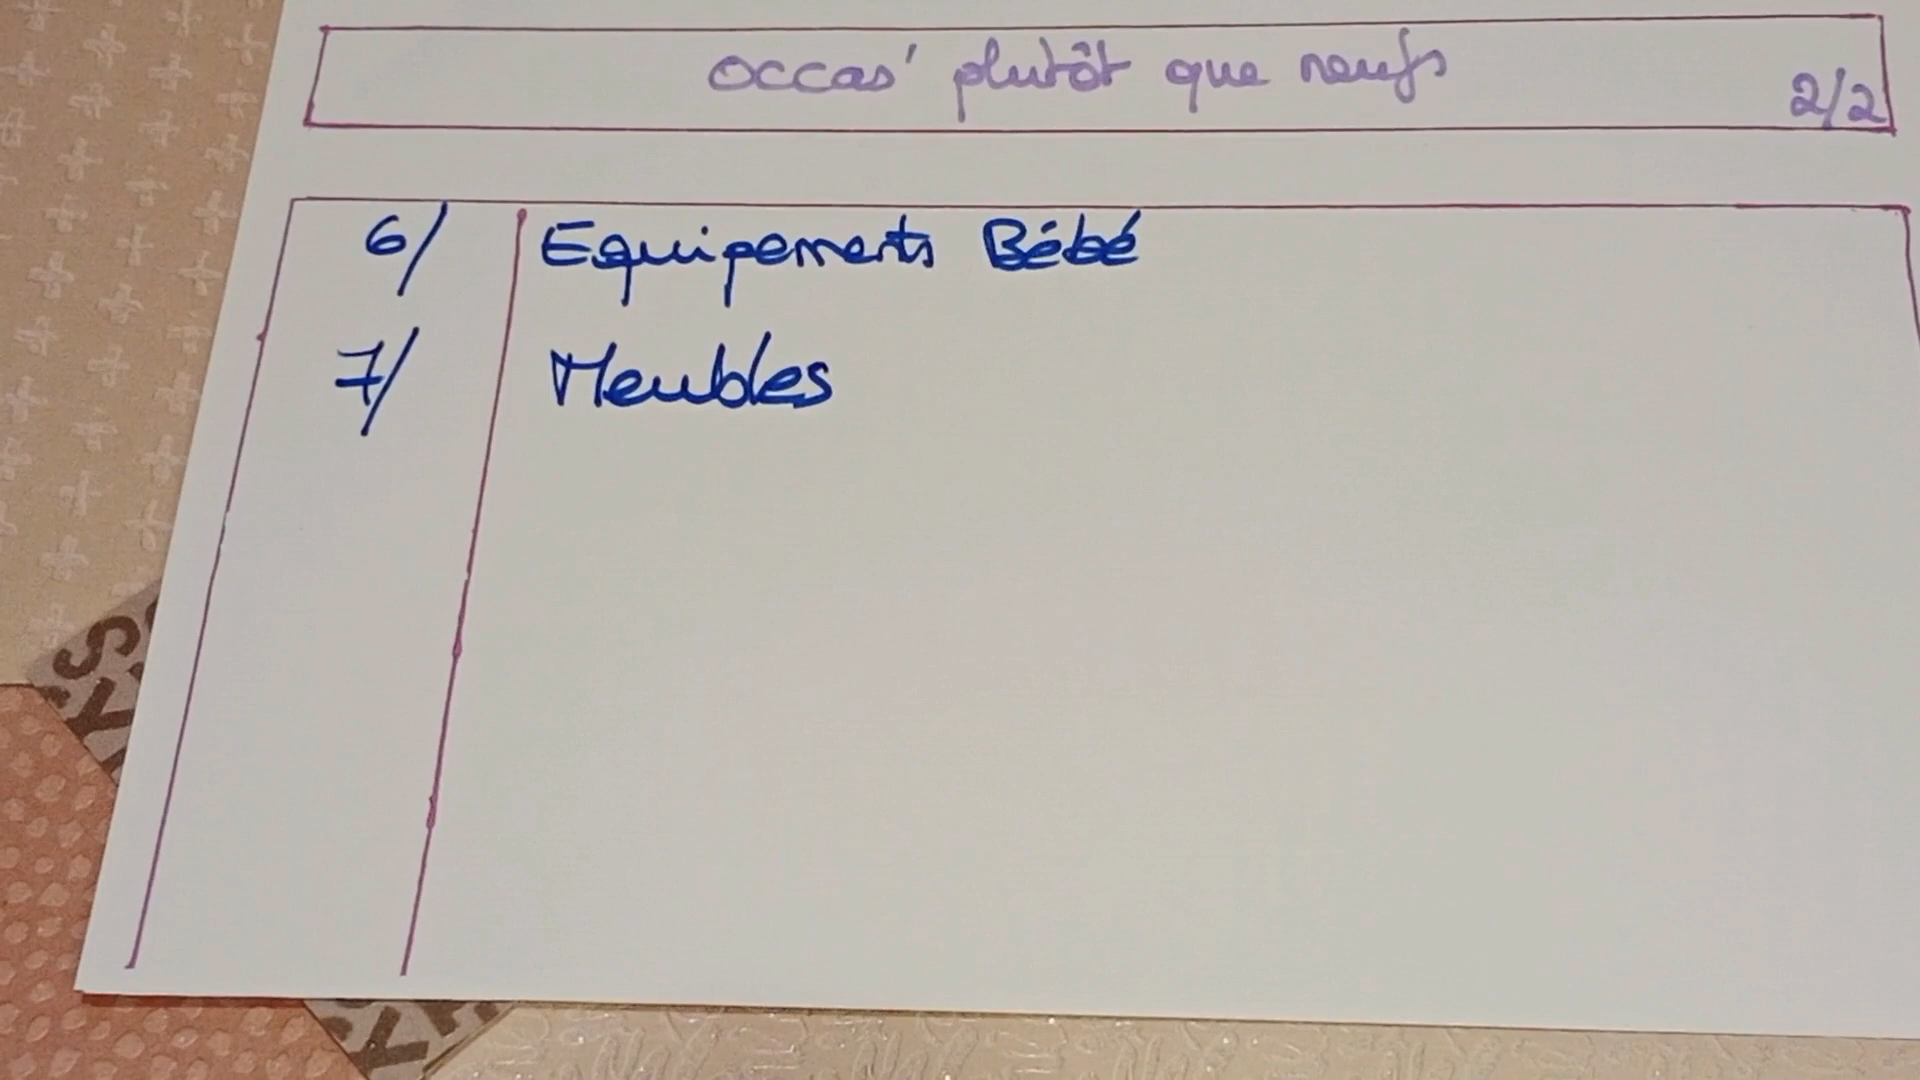 occas' plutôt que neufs
2/2
6/ Equipements Bébé
7/ Meubles